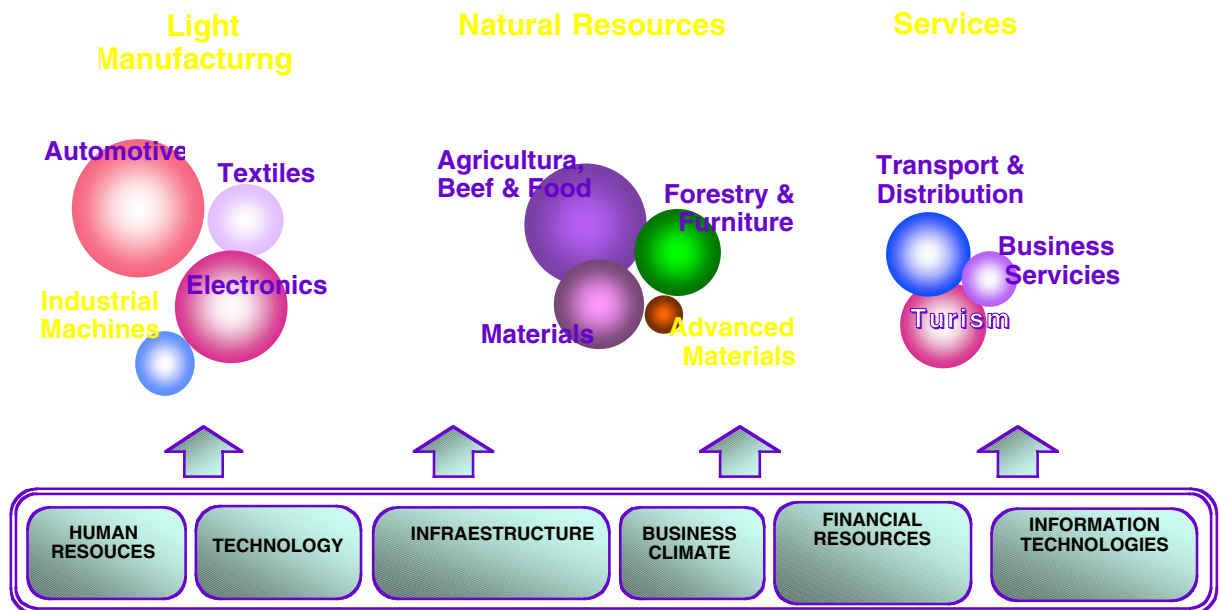 Light
Manufacturng
Natural Resources
Services
Automotive
Textiles
Electronics
Industrial
Machines
Agricultura,
Beef & Food
Forestry &
Furniture
Materials
Advanced
Materials
Transport &
Distribution
Business
Servicies
Turism
HUMAN
RESOUCES
TECHNOLOGY
INFRAESTRUCTURE
BUSINESS
CLIMATE
FINANCIAL
RESOURCES
INFORMATION
TECHNOLOGIES